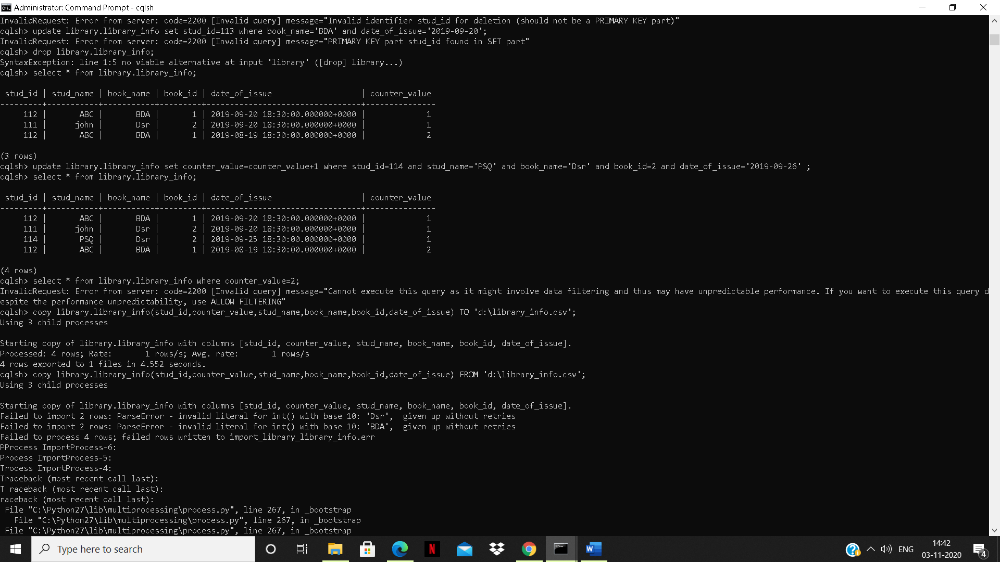 Administrator: Command Prompt - cqlsh
InvalidRequest: Error from server: code=2200 [Invalid query] message="Invalid identifier stud_id for deletion (should not be a PRIMARY KEY part)"
cqlsh> update library.library_info set stud_id=113 where book_name='BDA' and date_of_issue='2019-09-20';
InvalidRequest: Error from server: code=2200 [Invalid query] message="PRIMARY KEY part stud_id found in SET part"
cqlsh> drop library.library_info;
SyntaxException: line 1:5 no viable alternative at input 'library' ([drop] library...)
cqlsh> select * from library.library_info;
stud_id | stud_name | book_name | book_id | date_of_issue | counter_value
---------+-----------+-----------+---------+---------------------------------+---------------
112 | ABC | BDA | 1 | 2019-09-20 18:30:00.000000+0000 | 1
111 | john | Dsr | 2 | 2019-09-20 18:30:00.000000+0000 | 1
112 | ABC | BDA | 1 | 2019-08-19 18:30:00.000000+0000 | 2
(3 rows)
cqlsh> update library.library_info set counter_value=counter_value+1 where stud_id=114 and stud_name='PSQ' and book_name='Dsr' and book_id=2 and date_of_issue='2019-09-26' ;
cqlsh> select * from library.library_info;
stud_id | stud_name | book_name | book_id | date_of_issue | counter_value
---------+-----------+-----------+---------+---------------------------------+---------------
112 | ABC | BDA | 1 | 2019-09-20 18:30:00.000000+0000 | 1
111 | john | Dsr | 2 | 2019-09-20 18:30:00.000000+0000 | 1
114 | PSQ | Dsr | 2 | 2019-09-25 18:30:00.000000+0000 | 1
112 | ABC | BDA | 1 | 2019-08-19 18:30:00.000000+0000 | 2
(4 rows)
cqlsh> select * from library.library_info where counter_value=2;
InvalidRequest: Error from server: code=2200 [Invalid query] message="Cannot execute this query as it might involve data filtering and thus may have unpredictable performance. If you want to execute this query d
espite the performance unpredictability, use ALLOW FILTERING"
cqlsh> copy library.library_info(stud_id,counter_value,stud_name,book_name,book_id,date_of_issue) TO 'd:\library_info.csv';
Using 3 child processes
Starting copy of library.library_info with columns [stud_id, counter_value, stud_name, book_name, book_id, date_of_issue].
Processed: 4 rows; Rate: 1 rows/s; Avg. rate: 1 rows/s
4 rows exported to 1 files in 4.552 seconds.
cqlsh> copy library.library_info(stud_id,counter_value,stud_name,book_name,book_id,date_of_issue) FROM 'd:\library_info.csv';
Using 3 child processes
Starting copy of library.library_info with columns [stud_id, counter_value, stud_name, book_name, book_id, date_of_issue].
Failed to import 2 rows: ParseError - invalid literal for int() with base 10: 'Dsr',  given up without retries
Failed to import 2 rows: ParseError - invalid literal for int() with base 10: 'BDA',  given up without retries
Failed to process 4 rows; failed rows written to import_library_library_info.err
PProcess ImportProcess-6:
Process ImportProcess-5:
Trocess ImportProcess-4:
Traceback (most recent call last):
T raceback (most recent call last):
raceback (most recent call last):
File "C:\Python27\lib\multiprocessing\process.py", line 267, in _bootstrap
File "C:\Python27\lib\multiprocessing\process.py", line 267, in _bootstrap
File "C:\Python27\lib\multiprocessing\process.py", line 267, in _bootstrap
Type here to search
ENG
14:42
03-11-2020
4